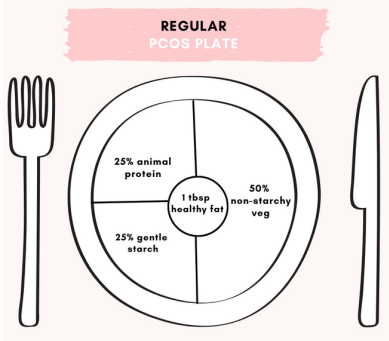 REGULAR
PCOS PLATE
25% animal
protein
50%
non-starchy
veg
1 tbsp
healthy fat
25% gentle
starch